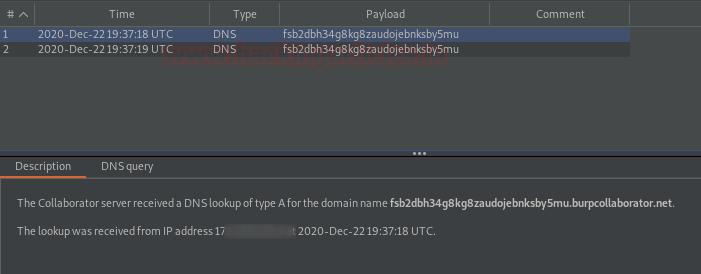 # Time Type Payload Comment
1 2020-Dec-22 19:37:18 UTC DNS fsb2dbh34g8kg8zaudojebnksby5mu
2 2020-Dec-22 19:37:19 UTC DNS fsb2dbh34g8kg8zaudojebnksby5mu
Description DNS query
The Collaborator server received a DNS lookup of type A for the domain name fsb2dbh34g8kg8zaudojebnksby5mu.burpcollaborator.net.
The lookup was received from IP address 17 2020-Dec-22 19:37:18 UTC.